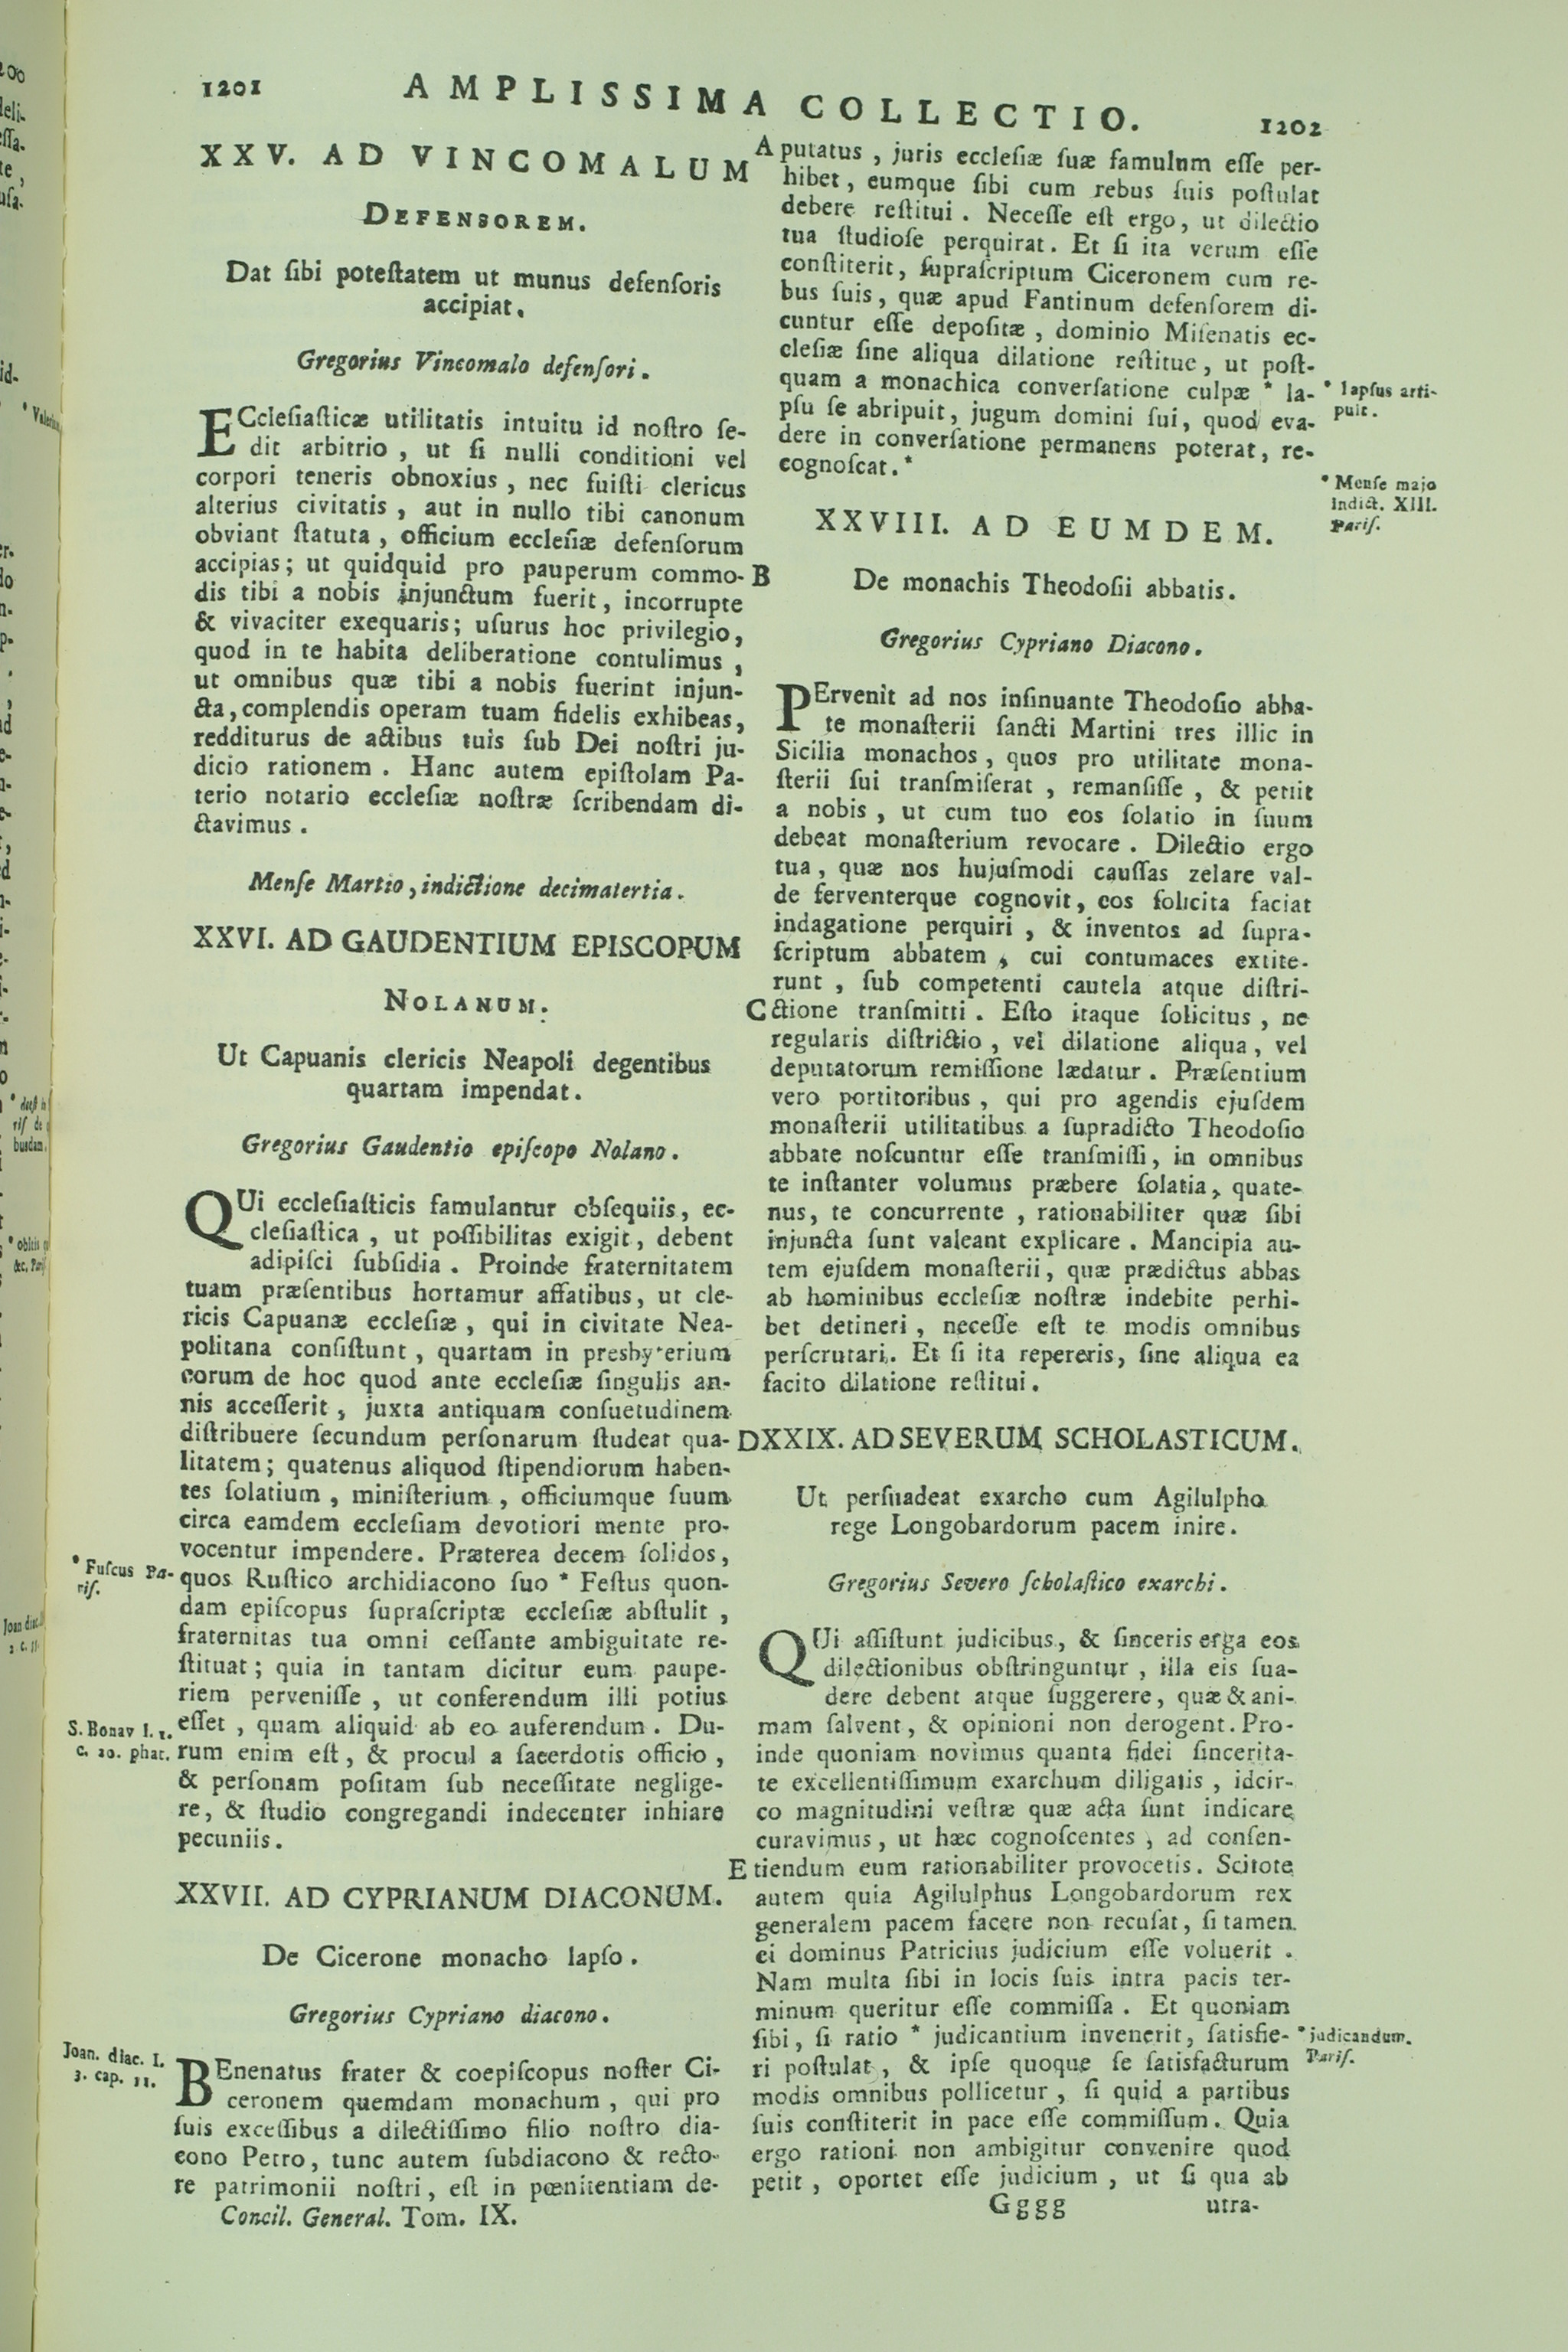 1201
AMPLISSIMA COLLECTIO.
1202
XXV. AD VINCOMALUM
DEFENSOREM.
Dat ſibi poteſtatem ut munus defenſoris
accipiat.
Gregorius Vincomalo defenſori.
ECcleſiaſticæ utilitatis intuitu id noſtro ſe-
dit arbitrio, ut ſi nulli conditioni vel
corpori teneris obnoxius, nec fuiſti clericus
alterius civitatis, aut in nullo tibi canonum
obviant ſtatuta, officium eccleſiæ defenſorum
accipias; ut quidquid pro pauperum commo-
dis tibi a nobis injunctum fuerit, incorrupte
& vivaciter exequaris; uſurus hoc privilegio,
quod in te habita deliberatione contulimus,
ut omnibus quæ tibi a nobis fuerint injun-
cta, complendis operam tuam fidelis exhibeas,
redditurus de actibus tuis ſub Dei noſtri ju-
dicio rationem. Hanc autem epiſtolam Pa-
terio notario eccleſiæ noſtræ ſcribendam di-
ctavimus.
Menſe Martio, indictione decimatertia.
XXVI. AD GAUDENTIUM EPISCOPUM
NOLANUM.
Ut Capuanis clericis Neapoli degentibus
quartam impendat.
Gregorius Gaudentio epiſcopo Nolano.
QUi eccleſiaſticis famulantur obſequiis, ec-
cleſiaſtica, ut poſſibilitas exigit, debent
adipiſci ſubſidia. Proinde fraternitatem
tuam præſentibus hortamur affatibus, ut cle-
ricis Capuanæ eccleſiæ, qui in civitate Nea-
politana conſiſtunt, quartam in presbyterium
eorum de hoc quod ante eccleſiæ ſingulis an-
nis acceſſerit, juxta antiquam conſuetudinem
diſtribuere ſecundum perſonarum ſtudeat qua-
litatem; quatenus aliquod ſtipendiorum haben-
tes ſolatium, miniſterium, officiumque ſuum
circa eamdem eccleſiam devotiori mente pro-
vocentur impendere. Præterea decem ſolidos,
quos Ruſtico archidiacono ſuo * Feſtus quon-
dam epiſcopus ſupraſcriptæ eccleſiæ abſtulit,
fraternitas tua omni ceſſante ambiguitate re-
ſtituat; quia in tantam dicitur eum paupe-
riem perveniſſe, ut conferendum illi potius
eſſet, quam aliquid ab eo auferendum. Du-
rum enim eſt, & procul a ſacerdotis officio,
& perſonam poſitam ſub neceſſitate neglige-
re, & ſtudio congregandi indecenter inhiare
pecuniis.
* Fuſcus Pa-
riſ.
S. Bonav l. 1.
c. 20. phar.
XXVII. AD CYPRIANUM DIACONUM.
De Cicerone monacho lapſo.
Gregorius Cypriano diacono.
Joan. diac. l.
3. cap. 11.
BEnenatus frater & coepiſcopus noſter Ci-
ceronem quemdam monachum, qui pro
ſuis exceſſibus a dilectiſſimo filio noſtro dia-
cono Petro, tunc autem ſubdiacono & recto-
re patrimonii noſtri, eſt in pœnitentiam de-
Concil. General. Tom. IX.
A putatus, juris eccleſiæ ſuæ famulum eſſe per-
hibet, eumque ſibi cum rebus ſuis poſtulat
debere reſtitui. Neceſſe eſt ergo, ut dilectio
tua ſtudioſe perquirat. Et ſi ita verum eſſe
conſtiterit, ſupraſcriptum Ciceronem cum re-
bus ſuis, quæ apud Fantinum defenſorem di-
cuntur eſſe depoſitæ, dominio Miſenatis ec-
cleſiæ ſine aliqua dilatione reſtitue, ut poſt-
quam a monachica converſatione culpæ * la-
pſu ſe abripuit, jugum domini ſui, quod eva-
dere in converſatione permanens poterat, re-
cognoſcat.*
* lapſus arti-
puit.
* Menſe majo
indict. XIII.
Pariſ.
XXVIII. AD EUMDEM.
B
De monachis Theodoſii abbatis.
Gregorius Cypriano Diacono.
PErvenit ad nos inſinuante Theodoſio abba-
te monaſterii ſancti Martini tres illic in
Sicilia monachos, quos pro utilitate mona-
ſterii ſui tranſmiſerat, remanſiſſe, & petiit
a nobis, ut cum tuo eos ſolatio in ſuum
debeat monaſterium revocare. Dilectio ergo
tua, quæ nos hujuſmodi cauſſas zelare val-
de ferventerque cognovit, eos ſolicita faciat
indagatione perquiri, & inventos ad ſupra-
ſcriptum abbatem, cui contumaces extite-
runt, ſub competenti cautela atque diſtri-
C ctione tranſmitti. Eſto itaque ſolicitus, ne
regularis diſtrictio, vel dilatione aliqua, vel
deputatorum remiſſione lædatur. Præſentium
vero portitoribus, qui pro agendis ejuſdem
monaſterii utilitatibus a ſupradicto Theodoſio
abbate noſcuntur eſſe tranſmiſſi, in omnibus
te inſtanter volumus præbere ſolatia, quate-
nus, te concurrente, rationabiliter quæ ſibi
injuncta ſunt valeant explicare. Mancipia au-
tem ejuſdem monaſterii, quæ prædictus abbas
ab hominibus eccleſiæ noſtræ indebite perhi-
bet detineri, neceſſe eſt te modis omnibus
perſcrutari. Et ſi ita repereris, ſine aliqua ea
facito dilatione reſtitui.
D XXIX. AD SEVERUM SCHOLASTICUM.
Ut perſuadeat exarcho cum Agilulpho
rege Longobardorum pacem inire.
Gregorius Severo ſcholaſtico exarchi.
QUi aſſiſtunt judicibus, & ſinceris erga eos
dilectionibus obſtringuntur, illa eis ſua-
dere debent atque ſuggerere, quæ & ani-
mam ſalvent, & opinioni non derogent. Pro-
inde quoniam novimus quanta fidei ſincerita-
te excellentiſſimum exarchum diligatis, idcir-
co magnitudini veſtræ quæ acta ſunt indicare
curavimus, ut hæc cognoſcentes, ad conſen-
E tiendum eum rationabiliter provocetis. Scitote
autem quia Agilulphus Longobardorum rex
generalem pacem facere non recuſat, ſi tamen
ei dominus Patricius judicium eſſe voluerit.
Nam multa ſibi in locis ſuis intra pacis ter-
minum queritur eſſe commiſſa. Et quoniam
ſibi, ſi ratio * judicantium invenerit, ſatisfie-
ri poſtulat, & ipſe quoque ſe ſatisfacturum
modis omnibus pollicetur, ſi quid a partibus
ſuis conſtiterit in pace eſſe commiſſum. Quia
ergo rationi non ambigitur convenire quod
petit, oportet eſſe judicium, ut ſi qua ab
* judicandum.
Pariſ.
Gggg
utra-